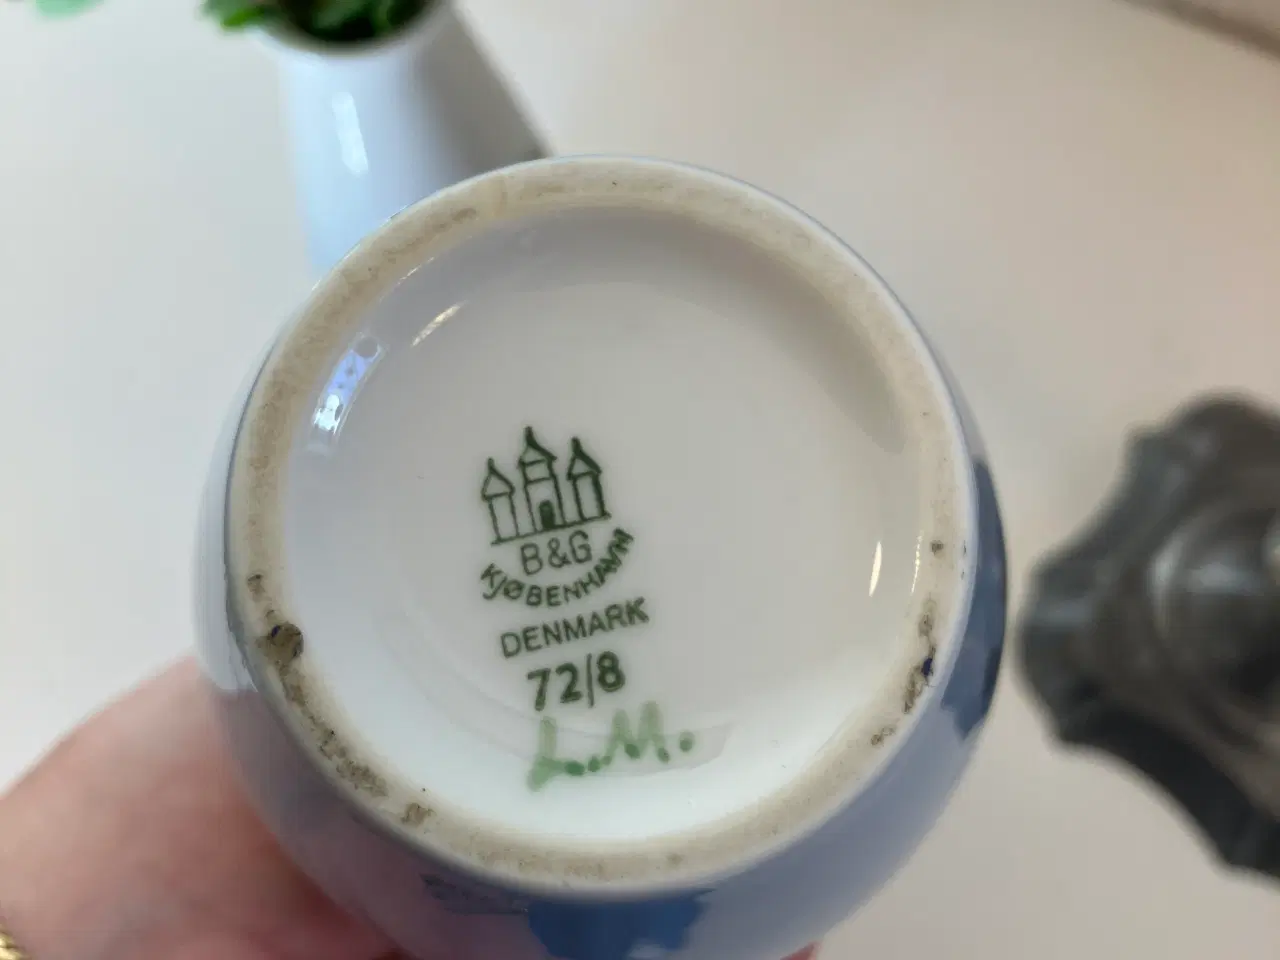 B&G
KJØBENHAVN
DENMARK
72/8
L.M.